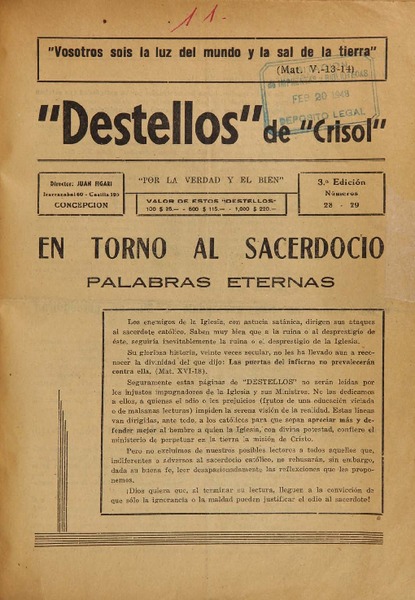 11.
"Vosotros sois la luz del mundo y la sal de la tierra"
(Mat. V,-13-14)
FEB 20 1943
DEPOSITO LEGAL
"Destellos" de "Crisol"
Director: JUAN FIGARI
CONCEPCION
"POR LA VERDAD Y EL BIEN"
VALOR DE ESTOS "DESTELLOS"
100 $ 25.— - 500 $ 115.— - 1,000 $ 220.—
3.ª Edición
Números
28 - 29
EN TORNO AL SACERDOCIO
PALABRAS ETERNAS
Los enemigos de la Iglesia, con astucia satánica, dirigen sus ataques
al sacerdote católico. Saben muy bien que a la ruina o al desprestigio de
éste, seguiría inevitablemente la ruina o el desprestigio de la Iglesia.
Su gloriosa historia, veinte veces secular, no les ha llevado aun a reco-
nocer la divinidad del que dijo: Las puertas del infierno no prevalecerán
contra ella. (Mat. XVI-18).
Seguramente estas páginas de "DESTELLOS" no serán leídas por
los injustos impugnadores de la Iglesia y sus Ministros. No las dedicamos
a ellos, a quienes el odio o los prejuicios (frutos de una educación viciada
o de malsanas lecturas) impiden la serena visión de la realidad. Estas líneas
van dirigidas, ante todo, a los católicos para que sepan apreciar más y de-
fender mejor al hombre a quien la Iglesia, con divina potestad, confiere el
ministerio de perpetuar en la tierra la misión de Cristo.
Pero no excluimos de nuestros posibles lectores a todos aquellos que,
indiferentes o adversos al sacerdocio católico, no rehusarán, sin embargo,
dada su buena fe, leer desapacionadamente las reflexiones que les propo-
nemos.
¡Dios quiera que, al terminar su lectura, lleguen a la convicción de
que sólo la ignorancia o la maldad pueden justificar el odio al sacerdote!